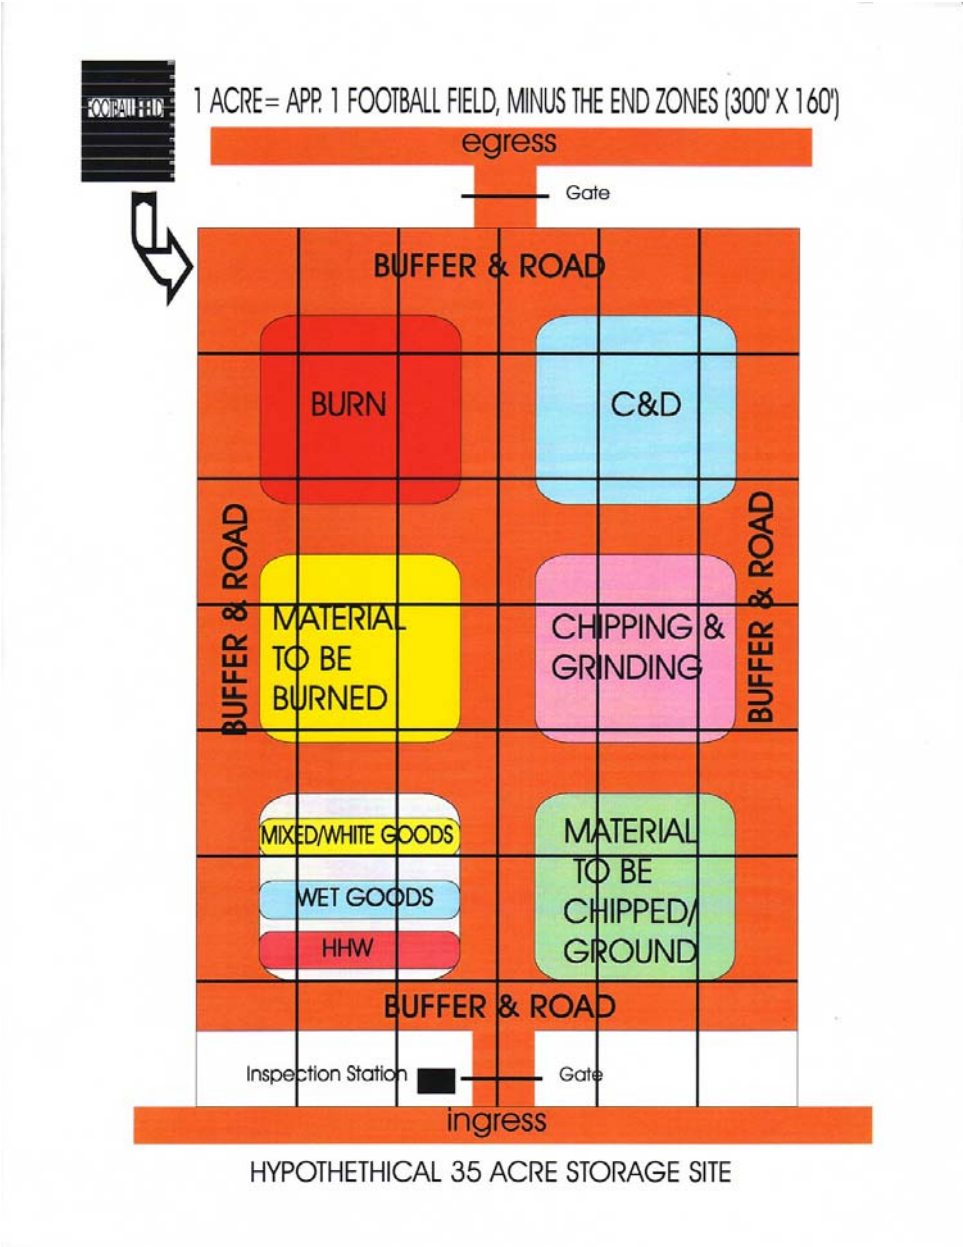 FOOTBALL FIELD
1 ACRE= APP. 1 FOOTBALL FIELD, MINUS THE END ZONES (300' X 160')
egress
Gate
BUFFER & ROAD
BURN
C&D
BUFFER & ROAD
BUFFER & ROAD
MATERIAL
TO BE
BURNED
CHIPPING &
GRINDING
MIXED/WHITE GOODS
WET GOODS
HHW
MATERIAL
TO BE
CHIPPED/
GROUND
BUFFER & ROAD
Inspection Station
Gate
ingress
HYPOTHETHICAL 35 ACRE STORAGE SITE